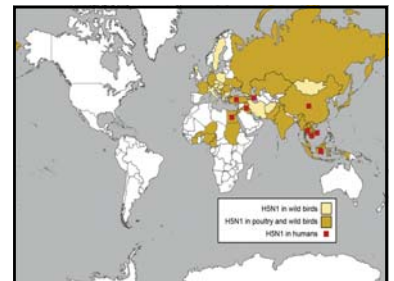 H5N1 in wild birds
H5N1 in poultry and wild birds
H5N1 in humans